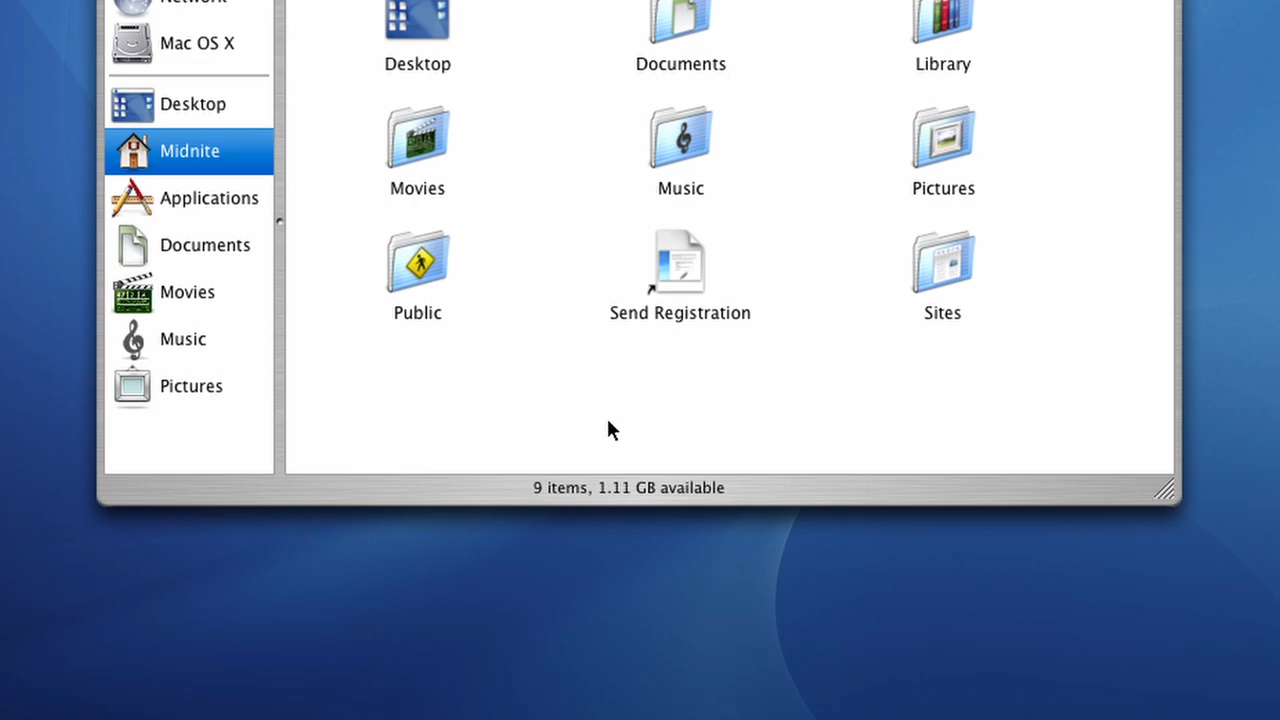 Network
Mac OS X
Desktop
Midnite
Applications
Documents
Movies
Music
Pictures
Desktop
Documents
Library
Movies
Music
Pictures
Public
Send Registration
Sites
9 items, 1.11 GB available